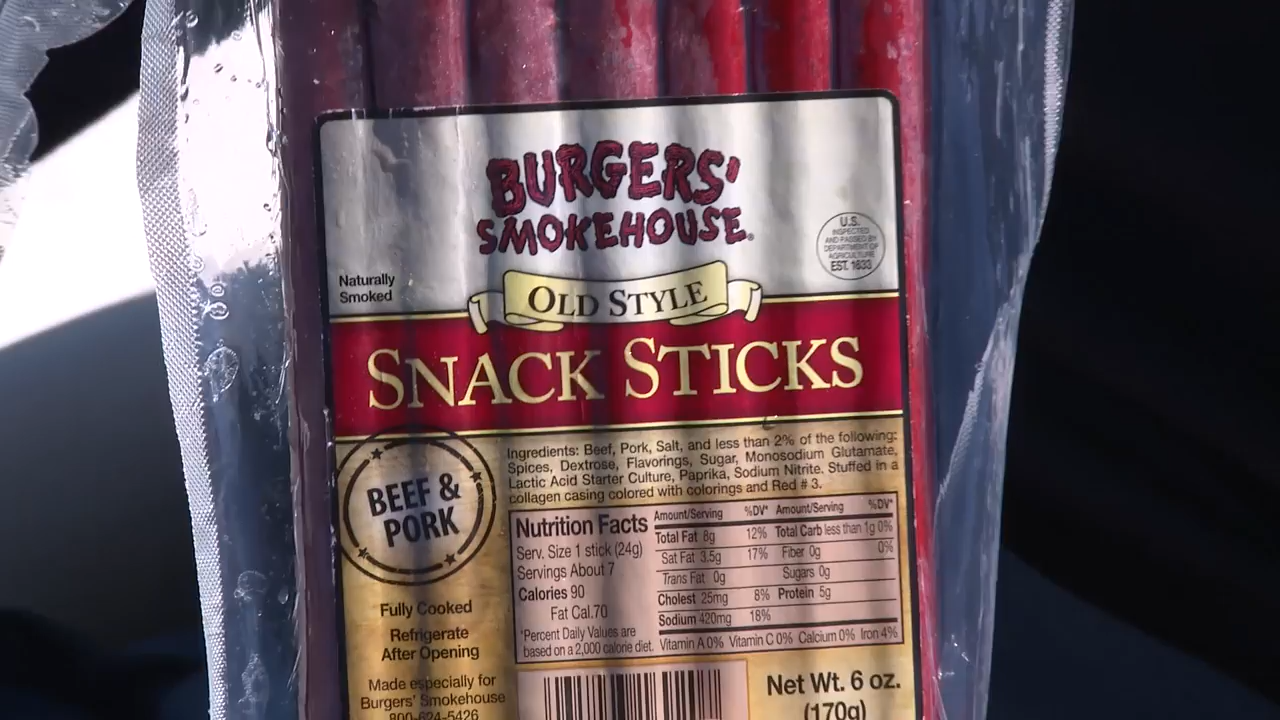 BURGERS'
SMOKEHOUSE®
U.S.
INSPECTED
AND PASSED BY
DEPARTMENT OF
AGRICULTURE
EST. 1633
Naturally
Smoked
OLD STYLE
SNACK STICKS
BEEF &
PORK
Ingredients: Beef, Pork, Salt, and less than 2% of the following:
Spices, Dextrose, Flavorings, Sugar, Monosodium Glutamate,
Lactic Acid Starter Culture, Paprika, Sodium Nitrite. Stuffed in a
collagen casing colored with colorings and Red # 3.
Nutrition Facts
Serv. Size 1 stick (24g)
Servings About 7
Calories 90
Fat Cal.70
*Percent Daily Values are
based on a 2,000 calorie diet.
Amount/Serving %DV* Amount/Serving %DV*
Total Fat 8g 12% Total Carb less than 1g 0%
Sat Fat 3.5g 17% Fiber 0g 0%
Trans Fat 0g Sugars 0g
Cholest 25mg 8% Protein 5g
Sodium 420mg 18%
Vitamin A 0% Vitamin C 0% Calcium 0% Iron 4%
Fully Cooked
Refrigerate
After Opening
Made especially for
Burgers' Smokehouse
800-624-5426
Net Wt. 6 oz.
(170g)